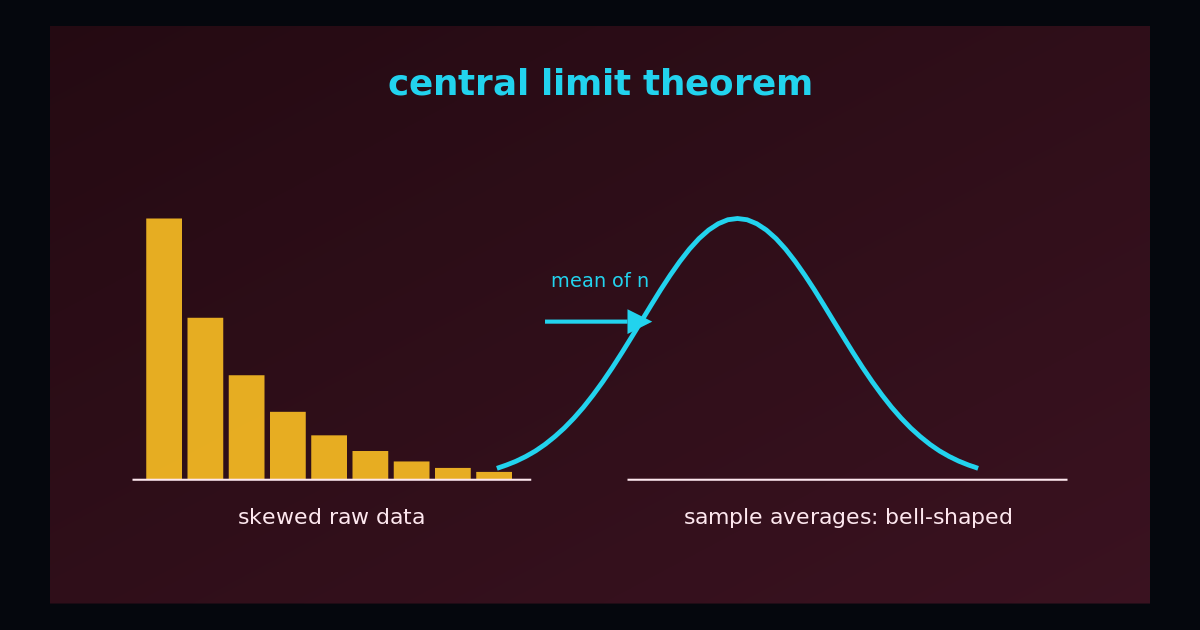 central limit theorem
mean of n
skewed raw data
sample averages: bell-shaped